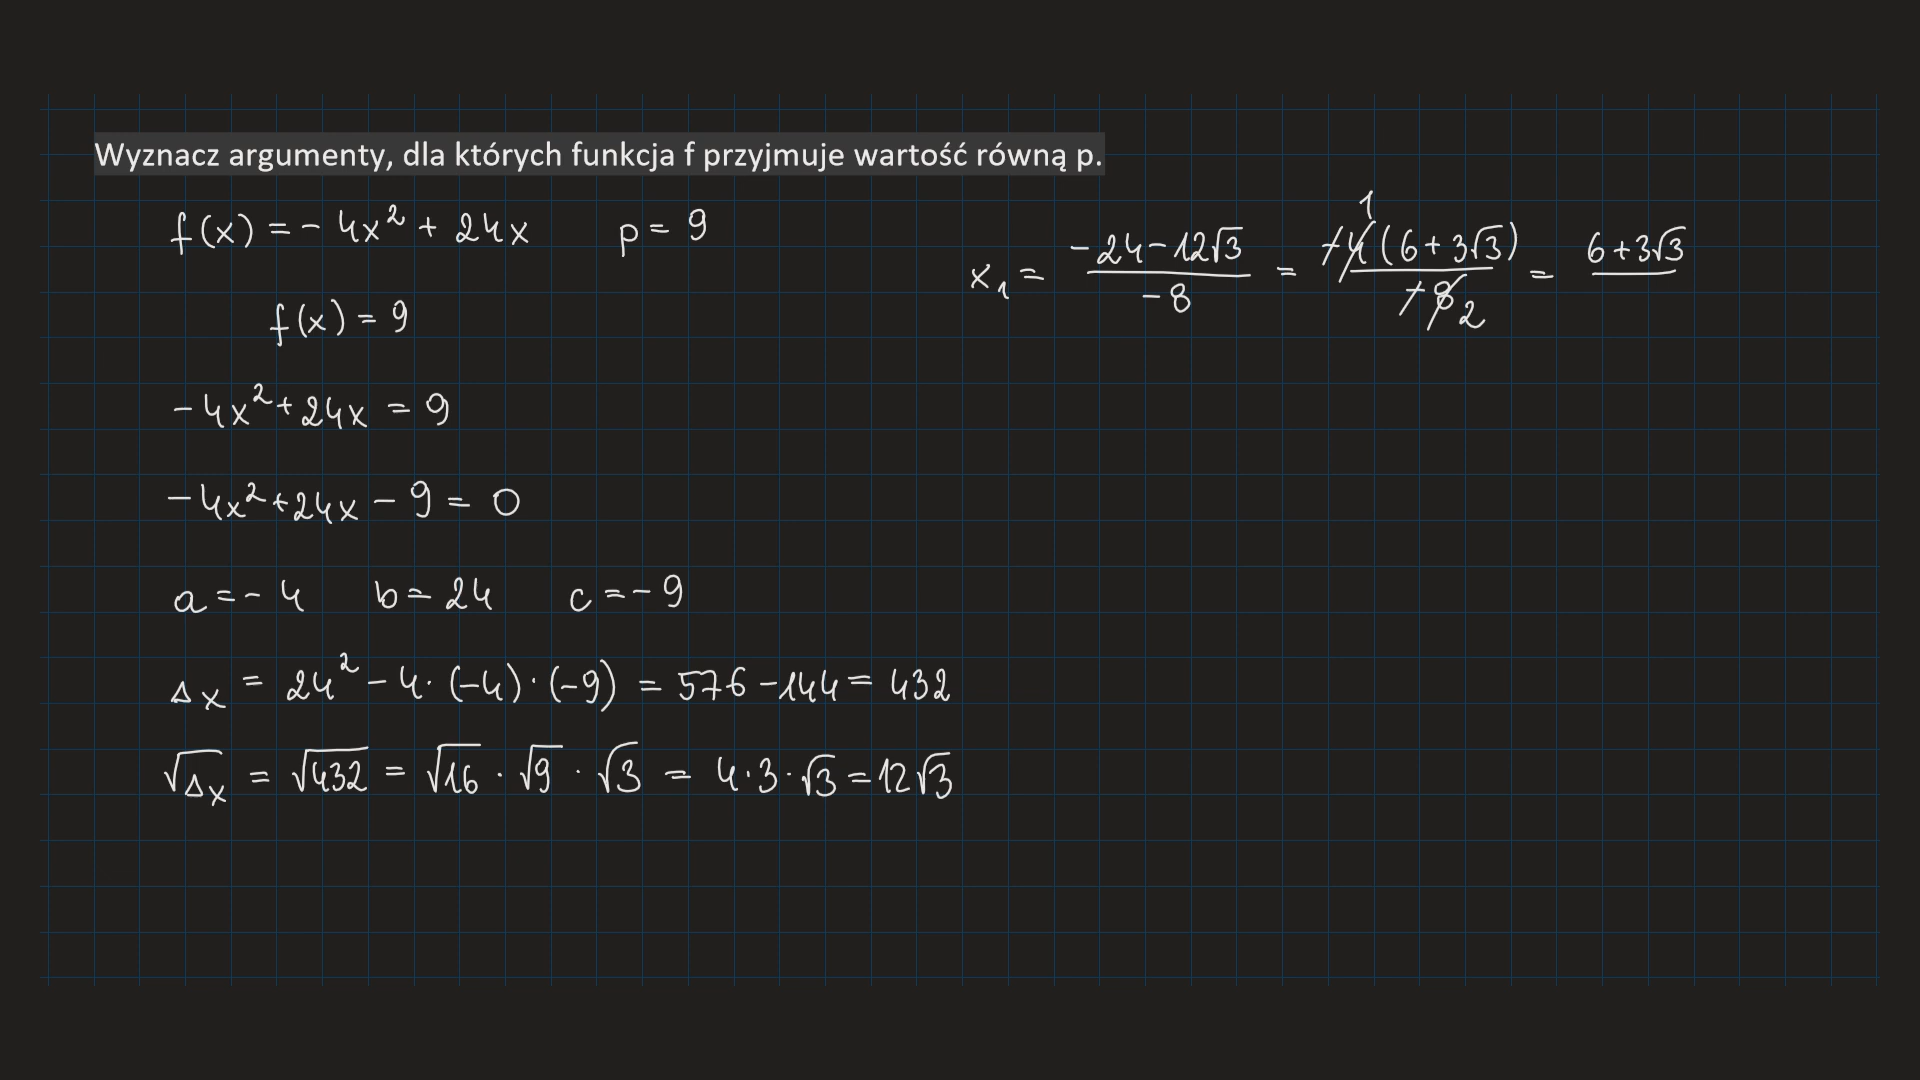 Wyznacz argumenty, dla których funkcja f przyjmuje wartość równą p.
f(x) = - 4x² + 24x p = 9
f(x) = 9
- 4x² + 24x = 9
- 4x² + 24x - 9 = 0
a = - 4 b = 24 c = - 9
Δx = 24² - 4 · (-4) · (-9) = 576 - 144 = 432
√Δx = √432 = √16 · √9 · √3 = 4 · 3 · √3 = 12√3
x₁ = (-24 - 12√3)/(-8) = -4 1 (6 + 3√3)/(-8 2) = 6 + 3√3